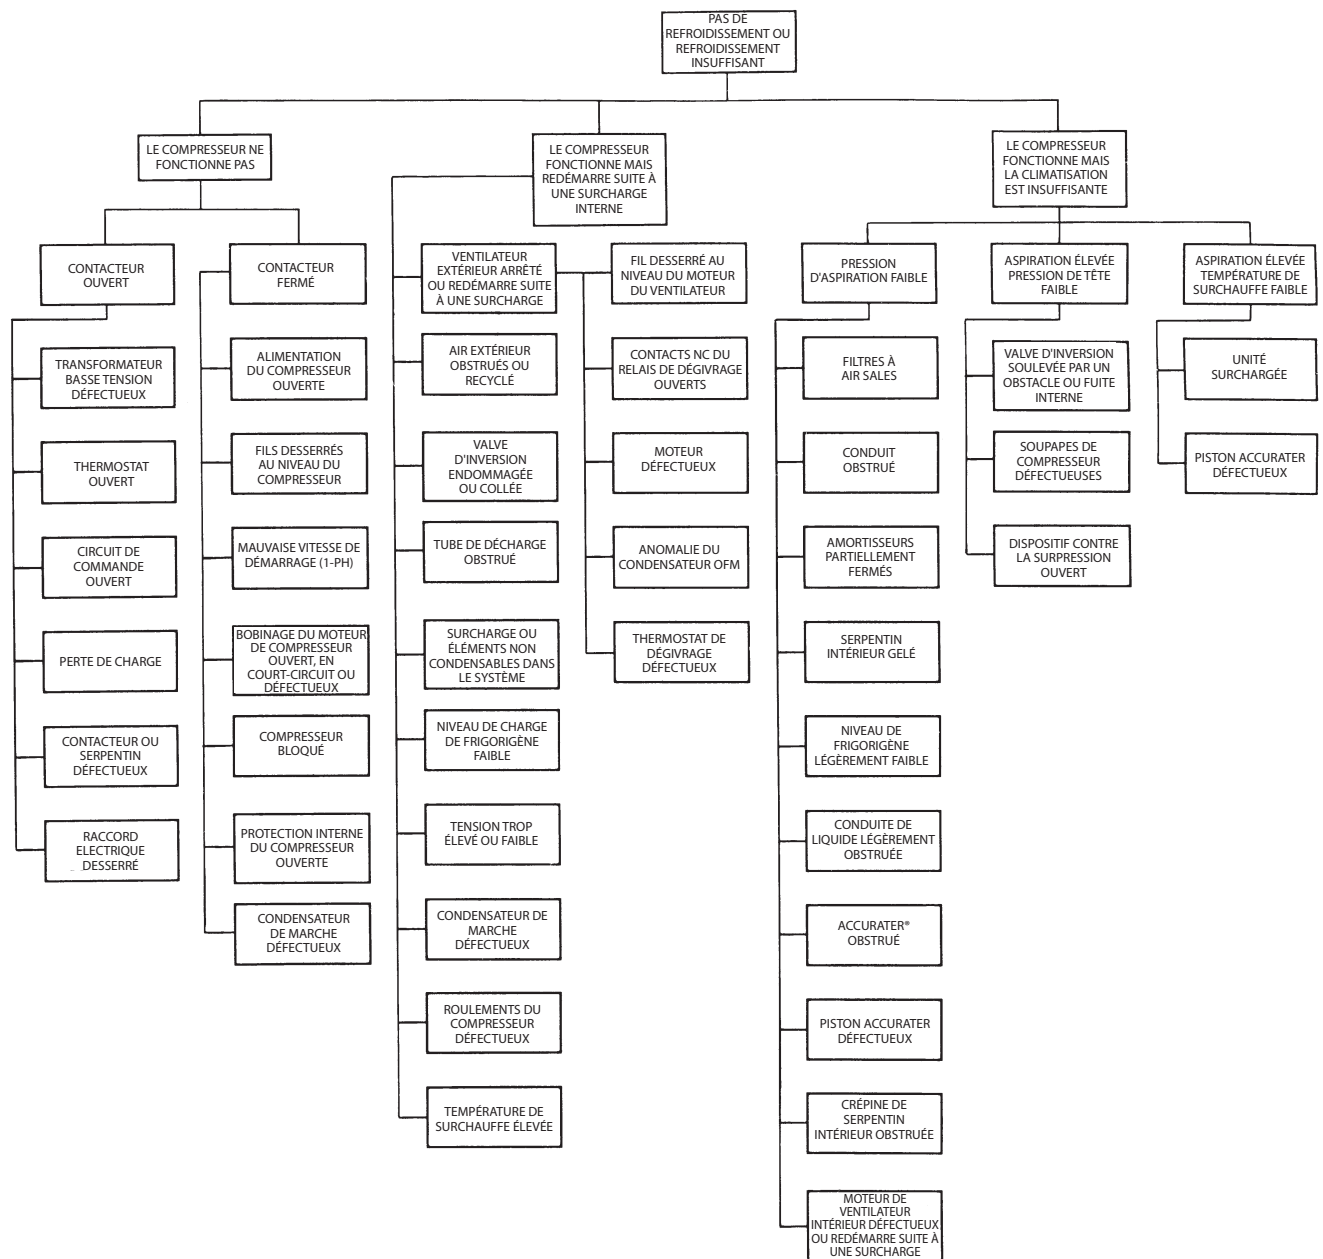 PAS DE
REFROIDISSEMENT OU
REFROIDISSEMENT
INSUFFISANT
LE COMPRESSEUR NE
FONCTIONNE PAS
LE COMPRESSEUR
FONCTIONNE MAIS
REDÉMARRE SUITE À
UNE SURCHARGE
INTERNE
LE COMPRESSEUR
FONCTIONNE MAIS
LA CLIMATISATION
EST INSUFFISANTE
CONTACTEUR
OUVERT
TRANSFORMATEUR
BASSE TENSION
DÉFECTUEUX
THERMOSTAT
OUVERT
CIRCUIT DE
COMMANDE
OUVERT
PERTE DE CHARGE
CONTACTEUR OU
SERPENTIN
DÉFECTUEUX
RACCORD
ELECTRIQUE
DESSERRÉ
CONTACTEUR
FERMÉ
ALIMENTATION
DU COMPRESSEUR
OUVERTE
FILS DESSERRÉS
AU NIVEAU DU
COMPRESSEUR
MAUVAISE VITESSE DE
DÉMARRAGE (1-PH)
BOBINAGE DU MOTEUR
DE COMPRESSEUR
OUVERT, EN
COURT-CIRCUIT OU
DÉFECTUEUX
COMPRESSEUR
BLOQUÉ
PROTECTION INTERNE
DU COMPRESSEUR
OUVERTE
CONDENSATEUR
DE MARCHE
DÉFECTUEUX
VENTILATEUR
EXTÉRIEUR ARRÊTÉ
OU REDÉMARRE SUITE
À UNE SURCHARGE
AIR EXTÉRIEUR
OBSTRUÉS OU
RECYCLÉ
VALVE
D'INVERSION
ENDOMMAGÉE
OU COLLÉE
TUBE DE DÉCHARGE
OBSTRUÉ
SURCHARGE OU
ÉLÉMENTS NON
CONDENSABLES DANS
LE SYSTÈME
NIVEAU DE CHARGE
DE FRIGORIGÈNE
FAIBLE
TENSION TROP
ÉLEVÉ OU FAIBLE
CONDENSATEUR DE
MARCHE
DÉFECTUEUX
ROULEMENTS DU
COMPRESSEUR
DÉFECTUEUX
TEMPÉRATURE DE
SURCHAUFFE ÉLEVÉE
FIL DESSERRÉ AU
NIVEAU DU MOTEUR
DU VENTILATEUR
CONTACTS NC DU
RELAIS DE DÉGIVRAGE
OUVERTS
MOTEUR
DÉFECTUEUX
ANOMALIE DU
CONDENSATEUR OFM
THERMOSTAT DE
DÉGIVRAGE
DÉFECTUEUX
PRESSION
D'ASPIRATION FAIBLE
FILTRES À
AIR SALES
CONDUIT
OBSTRUÉ
AMORTISSEURS
PARTIELLEMENT
FERMÉS
SERPENTIN
INTÉRIEUR GELÉ
NIVEAU DE
FRIGORIGÈNE
LÉGÈREMENT FAIBLE
CONDUITE DE
LIQUIDE LÉGÈREMENT
OBSTRUÉE
ACCURATER®
OBSTRUÉ
PISTON ACCURATER
DÉFECTUEUX
CRÉPINE DE
SERPENTIN
INTÉRIEUR OBSTRUÉE
MOTEUR DE
VENTILATEUR
INTÉRIEUR DÉFECTUEUX
OU REDÉMARRE SUITE À
UNE SURCHARGE
ASPIRATION ÉLEVÉE
PRESSION DE TÊTE
FAIBLE
VALVE D'INVERSION
SOULEVÉE PAR UN
OBSTACLE OU FUITE
INTERNE
SOUPAPES DE
COMPRESSEUR
DÉFECTUEUSES
DISPOSITIF CONTRE
LA SURPRESSION
OUVERT
ASPIRATION ÉLEVÉE
TEMPÉRATURE DE
SURCHAUFFE FAIBLE
UNITÉ
SURCHARGÉE
PISTON ACCURATER
DÉFECTUEUX